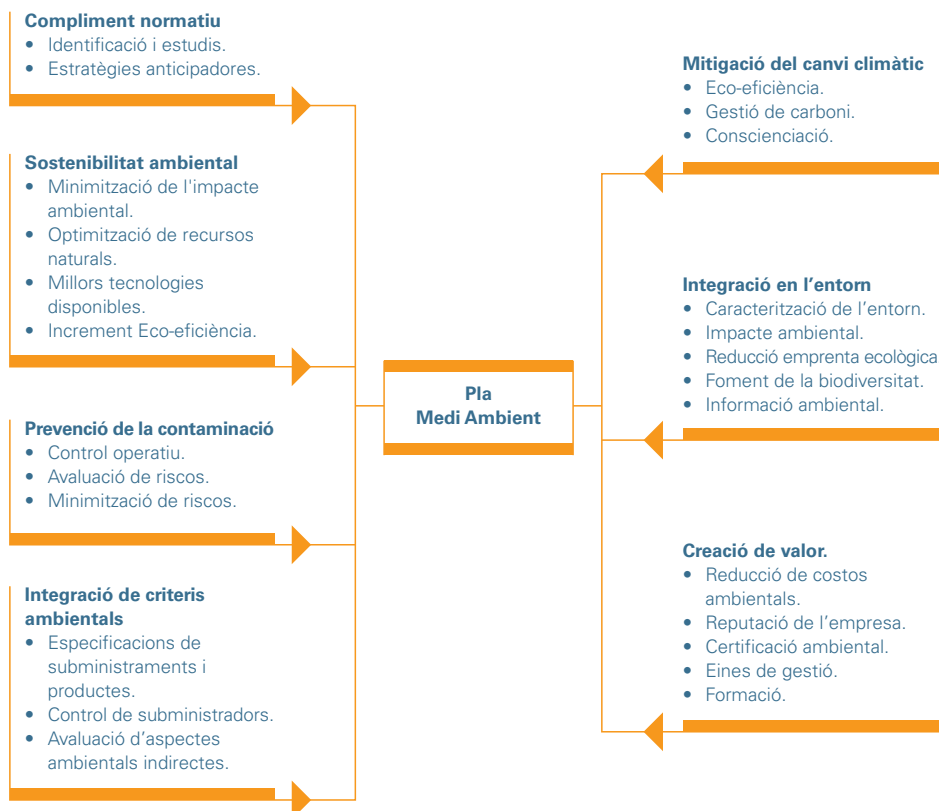 Compliment normatiu
• Identificació i estudis.
• Estratègies anticipadores.
Sostenibilitat ambiental
• Minimització de l'impacte
ambiental.
• Optimització de recursos
naturals.
• Millors tecnologies
disponibles.
• Increment Eco-eficiència.
Prevenció de la contaminació
• Control operatiu.
• Avaluació de riscos.
• Minimització de riscos.
Integració de criteris
ambientals
• Especificacions de
subministraments i
productes.
• Control de subministradors.
• Avaluació d’aspectes
ambientals indirectes.
Pla
Medi Ambient
Mitigació del canvi climàtic
• Eco-eficiència.
• Gestió de carboni.
• Conscienciació.
Integració en l’entorn
• Caracterització de l’entorn.
• Impacte ambiental.
• Reducció emprenta ecològica
• Foment de la biodiversitat.
• Informació ambiental.
Creació de valor.
• Reducció de costos
ambientals.
• Reputació de l’empresa.
• Certificació ambiental.
• Eines de gestió.
• Formació.